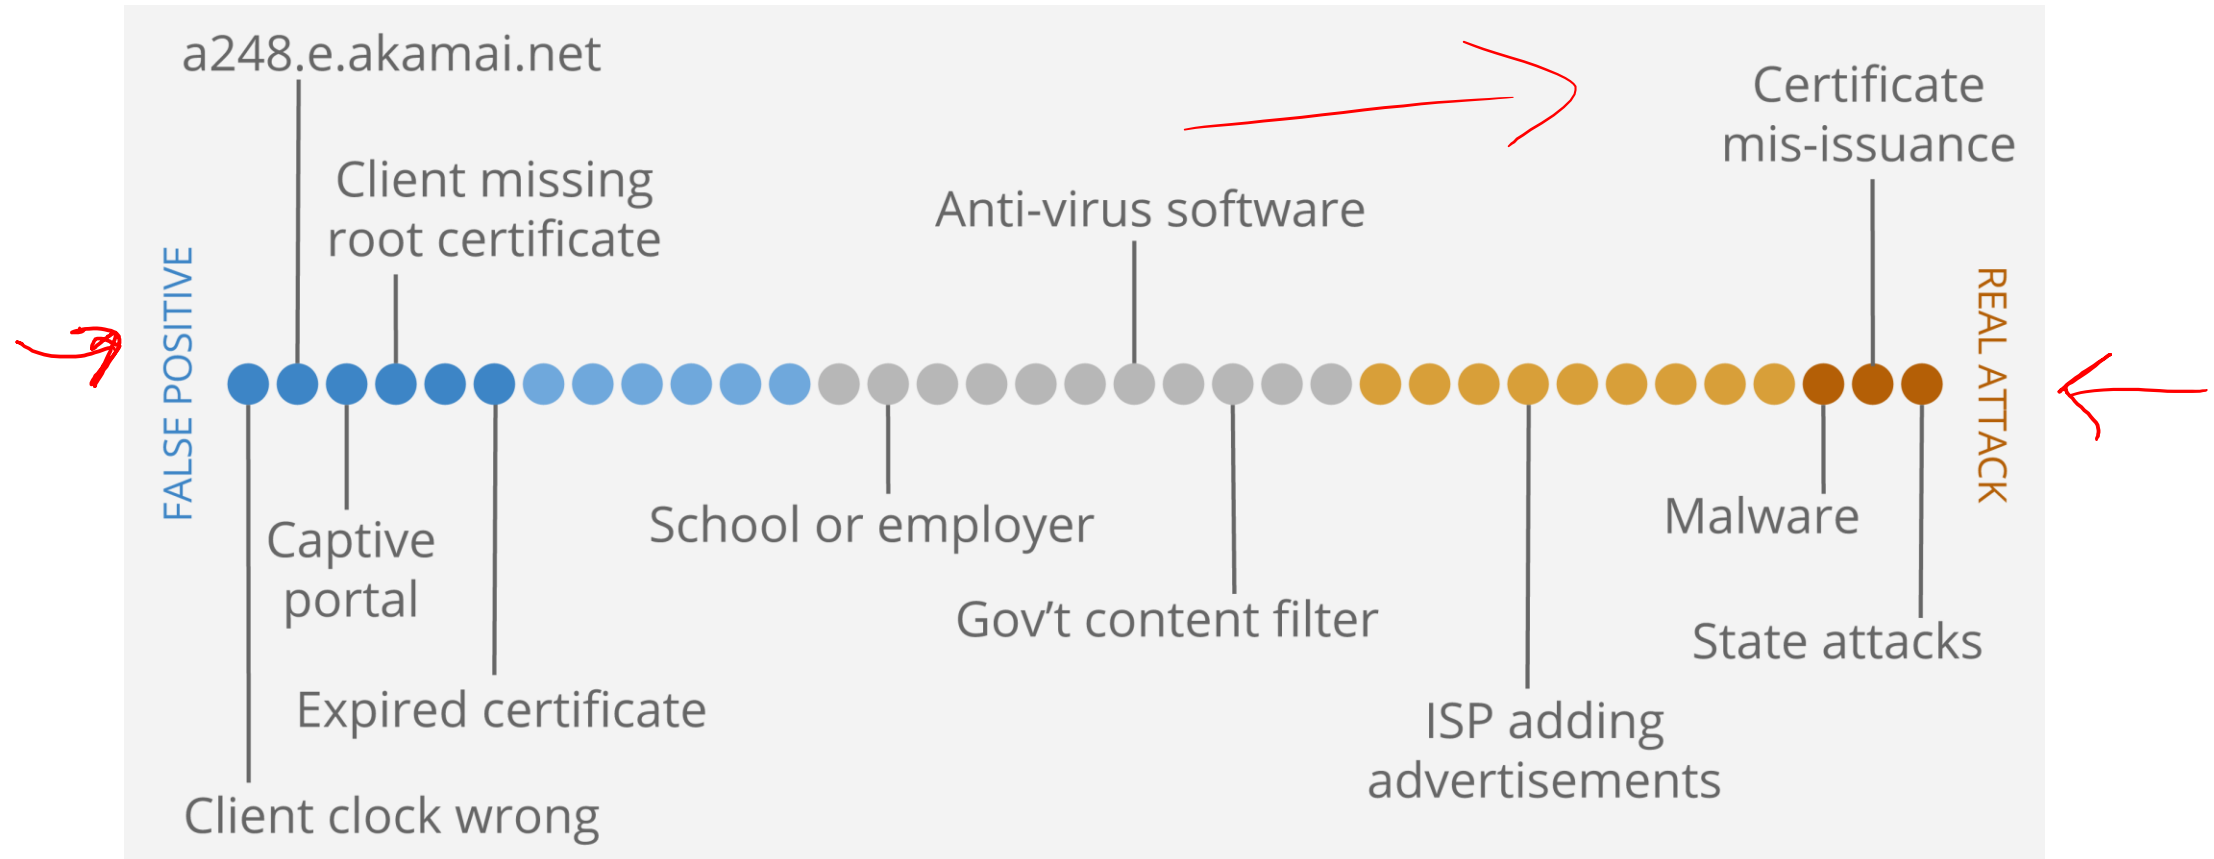 a248.e.akamai.net
Client missing
root certificate
Anti-virus software
Certificate
mis-issuance
FALSE POSITIVE
REAL ATTACK
Captive
portal
School or employer
Malware
Gov’t content filter
State attacks
Expired certificate
ISP adding
advertisements
Client clock wrong